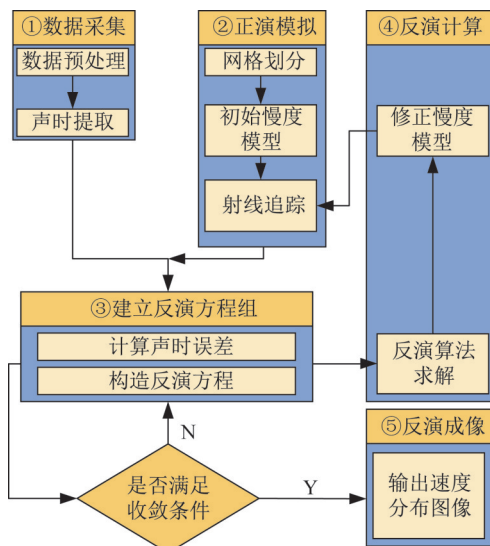 ①数据采集
数据预处理
声时提取
②正演模拟
网格划分
初始慢度
模型
射线追踪
④反演计算
修正慢度
模型
反演算法
求解
③建立反演方程组
计算声时误差
构造反演方程
N
是否满足
收敛条件
Y
⑤反演成像
输出速度
分布图像